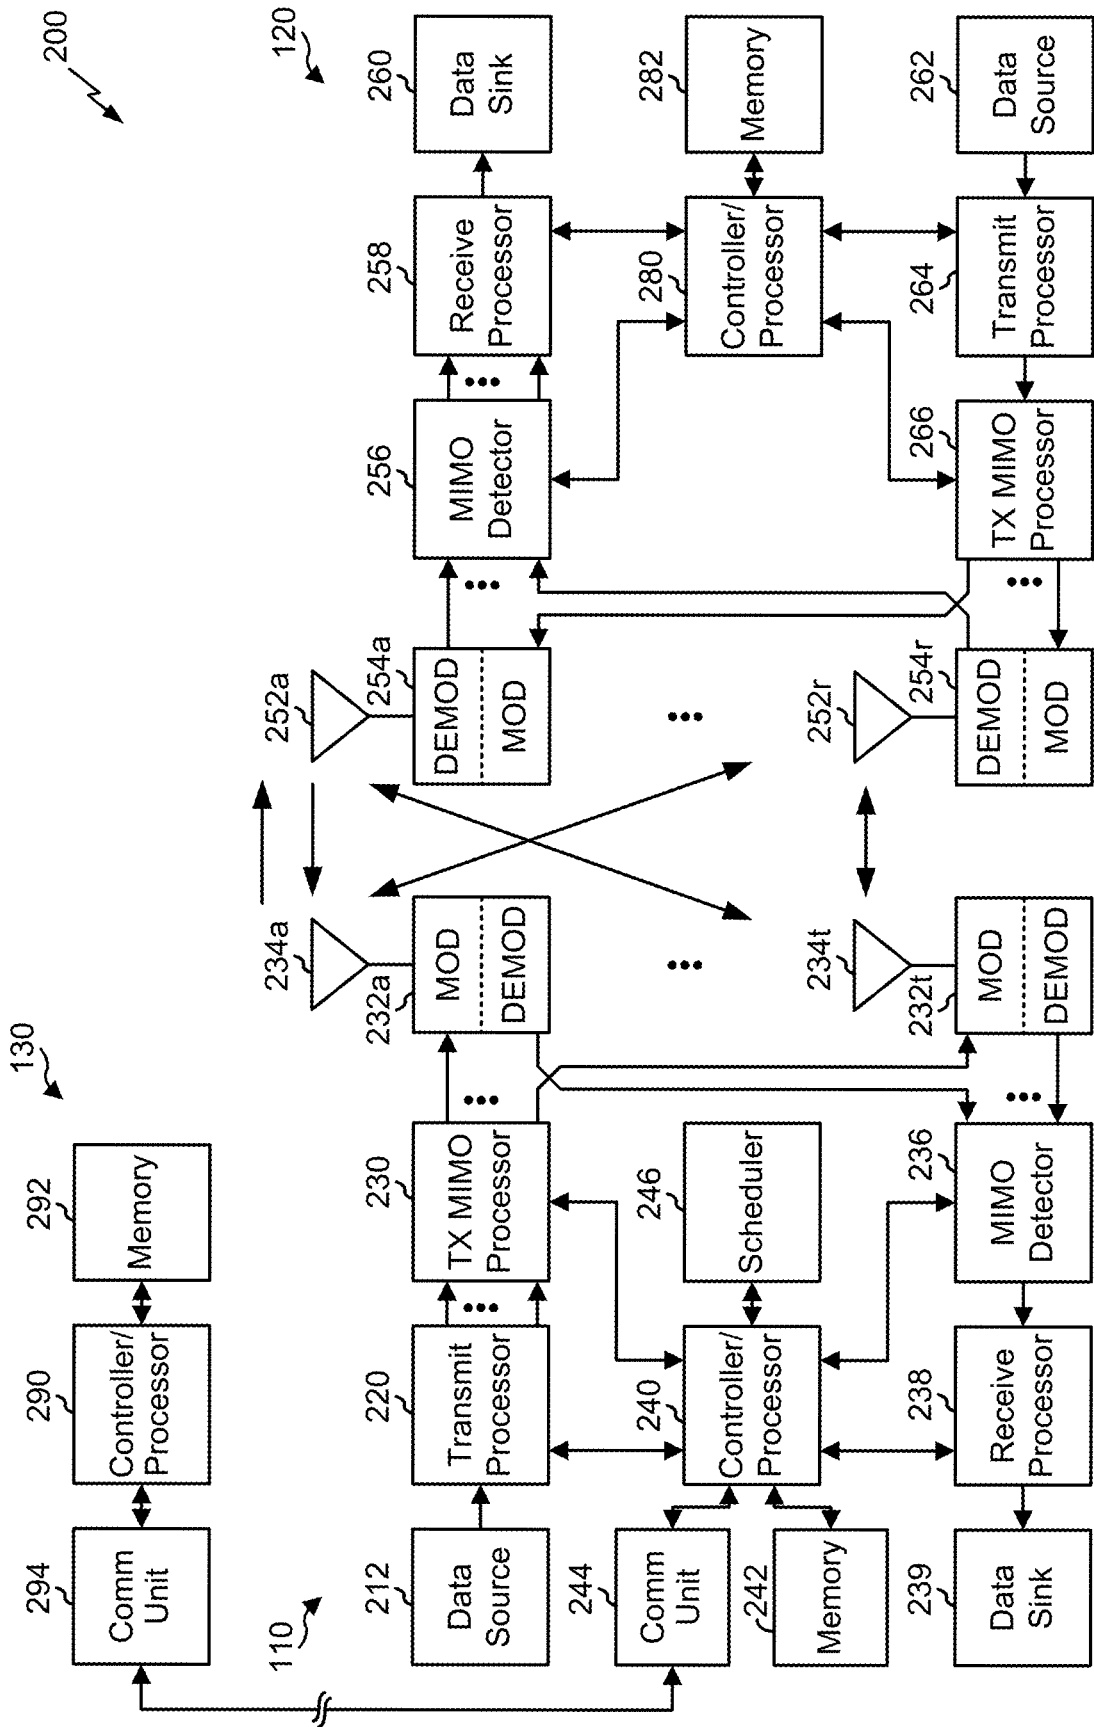 200
130
294
290
292
Comm
Unit
Controller/
Processor
Memory
110
120
212
220
230
232a
234a
252a
254a
256
258
260
Data
Source
Transmit
Processor
TX MIMO
Processor
MOD
DEMOD
DEMOD
MOD
MIMO
Detector
Receive
Processor
Data
Sink
244
Comm
Unit
242
Memory
240
Controller/
Processor
246
Scheduler
280
Controller/
Processor
282
Memory
239
238
236
232t
234t
252r
254r
266
264
262
Data
Sink
Receive
Processor
MIMO
Detector
MOD
DEMOD
DEMOD
MOD
TX MIMO
Processor
Transmit
Processor
Data
Source